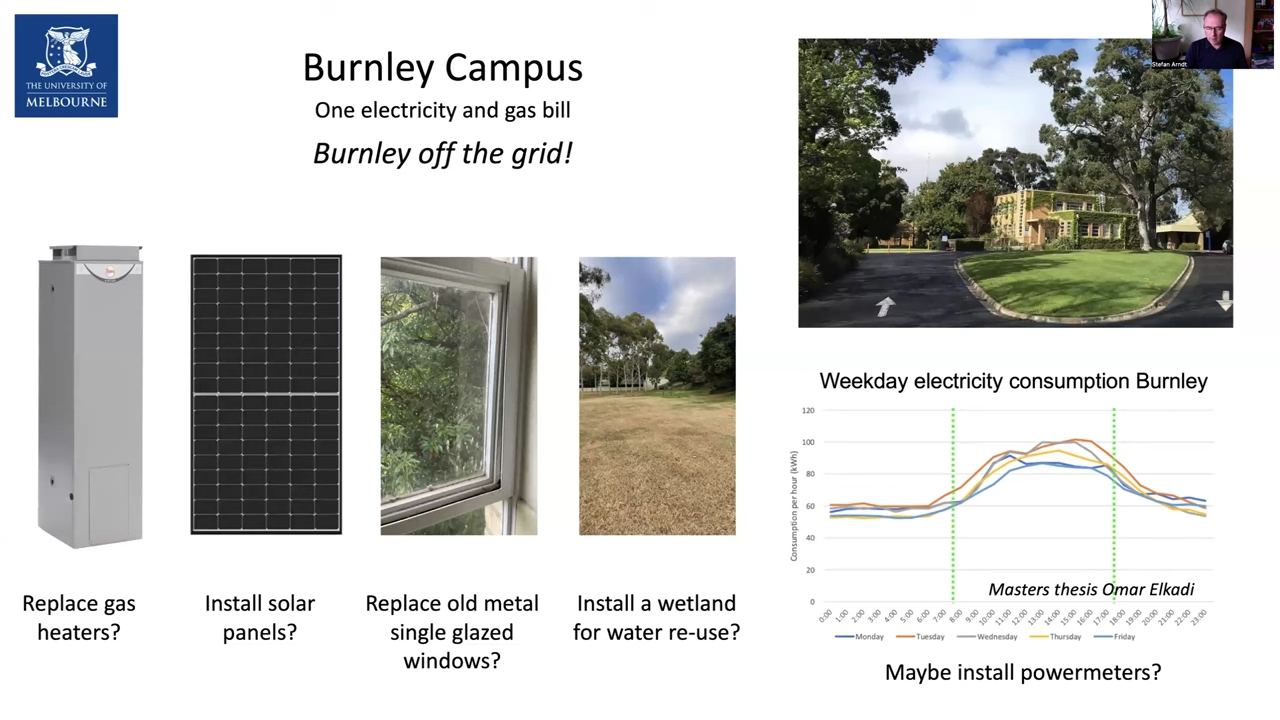 THE UNIVERSITY OF
MELBOURNE
Burnley Campus
One electricity and gas bill
Burnley off the grid!
Stefan Arndt
Replace gas
heaters?
Install solar
panels?
Replace old metal
single glazed
windows?
Install a wetland
for water re-use?
Weekday electricity consumption Burnley
Consumption per hour (kWh)
120
100
80
60
40
20
0
0:00 1:00 2:00 3:00 4:00 5:00 6:00 7:00 8:00 9:00 10:00 11:00 12:00 13:00 14:00 15:00 16:00 17:00 18:00 19:00 20:00 21:00 22:00 23:00
Masters thesis Omar Elkadi
Monday Tuesday Wednesday Thursday Friday
Maybe install powermeters?